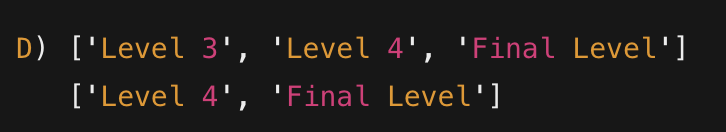 D) ['Level 3', 'Level 4', 'Final Level']
['Level 4', 'Final Level']